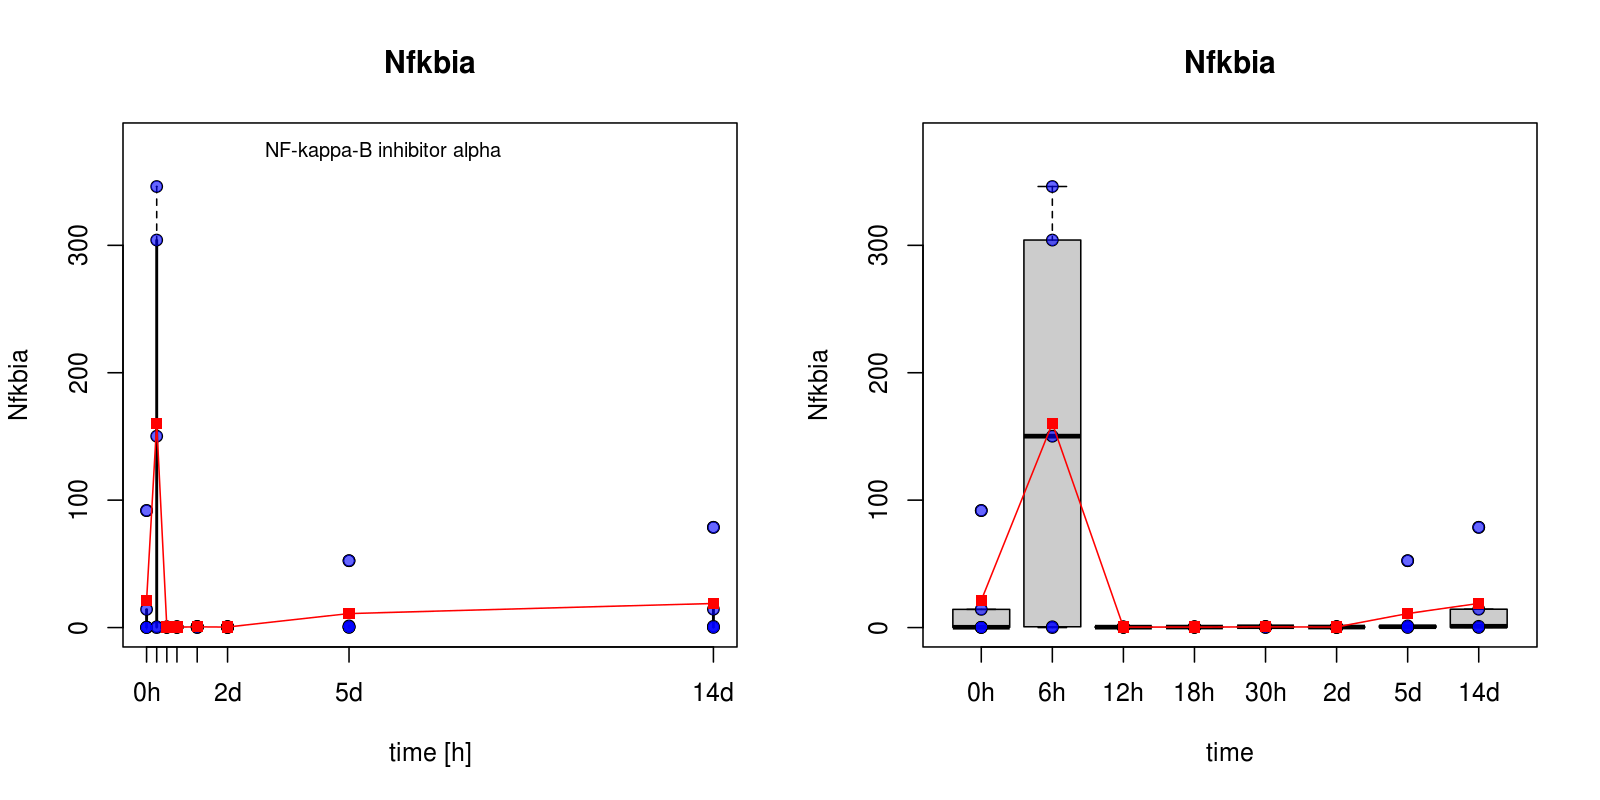 Nfkbia
NF-kappa-B inhibitor alpha
Nfkbia
300
200
100
0
0h 2d 5d 14d
time [h]
Nfkbia
Nfkbia
300
200
100
0
0h 6h 12h 18h 30h 2d 5d 14d
time